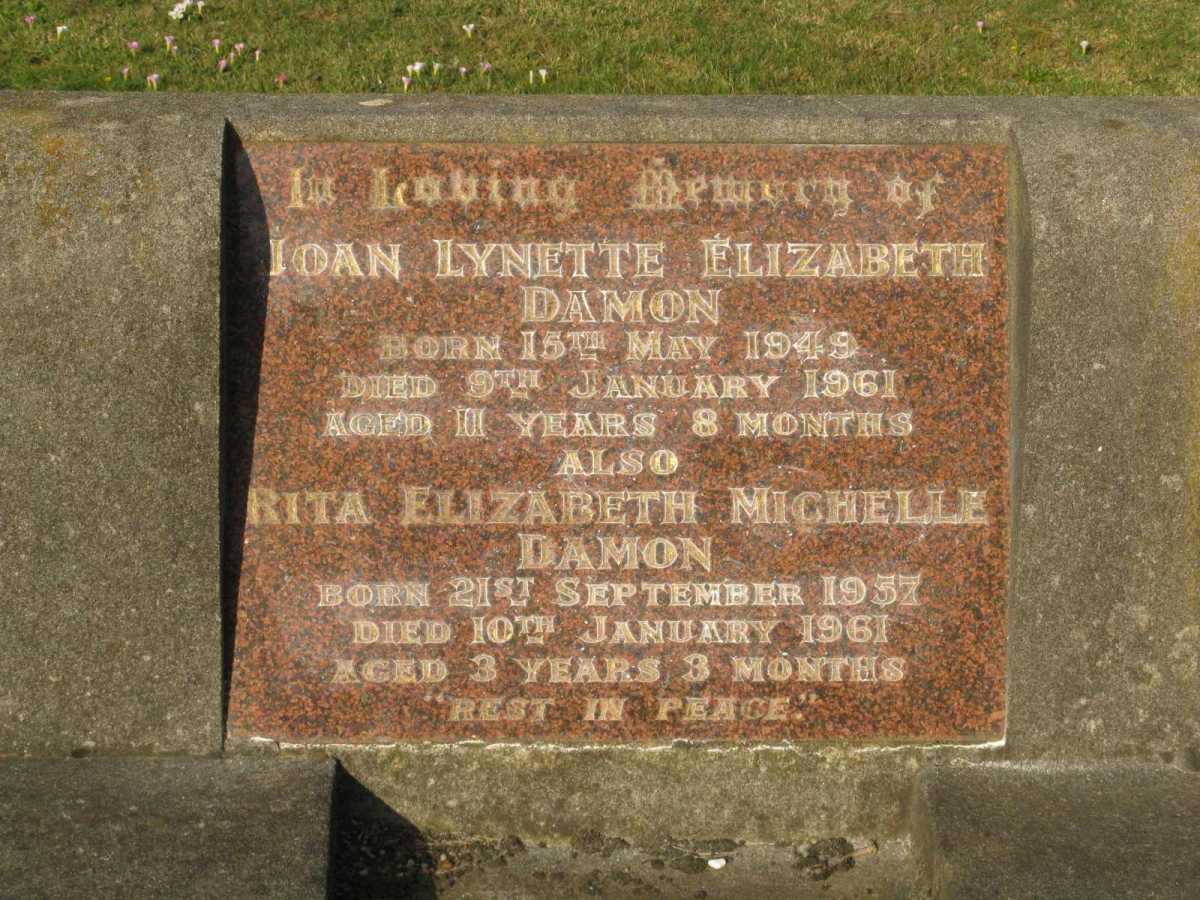 In Loving Memory of
JOAN LYNETTE ELIZABETH
DAMON
BORN 15TH MAY 1949
DIED 9TH JANUARY 1961
AGED 11 YEARS 8 MONTHS
ALSO
RITA ELIZABETH MICHELLE
DAMON
BORN 21ST SEPTEMBER 1957
DIED 10TH JANUARY 1961
AGED 3 YEARS 3 MONTHS
"REST IN PEACE."